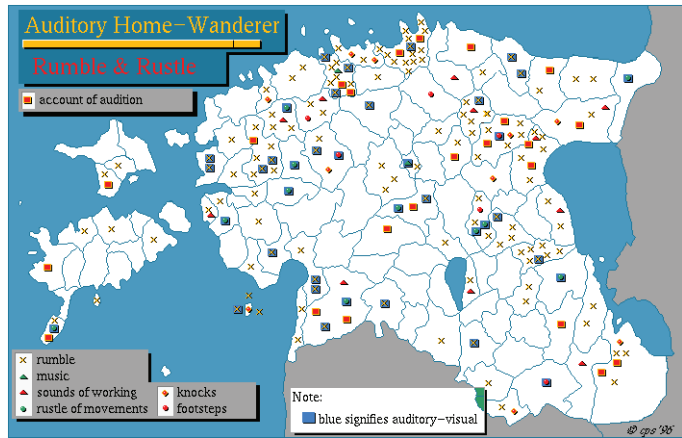 Auditory Home-Wanderer
Rumble & Rustle
account of audition
rumble
music
sounds of working
rustle of movements
knocks
footsteps
Note:
blue signifies auditory-visual
© cps '96